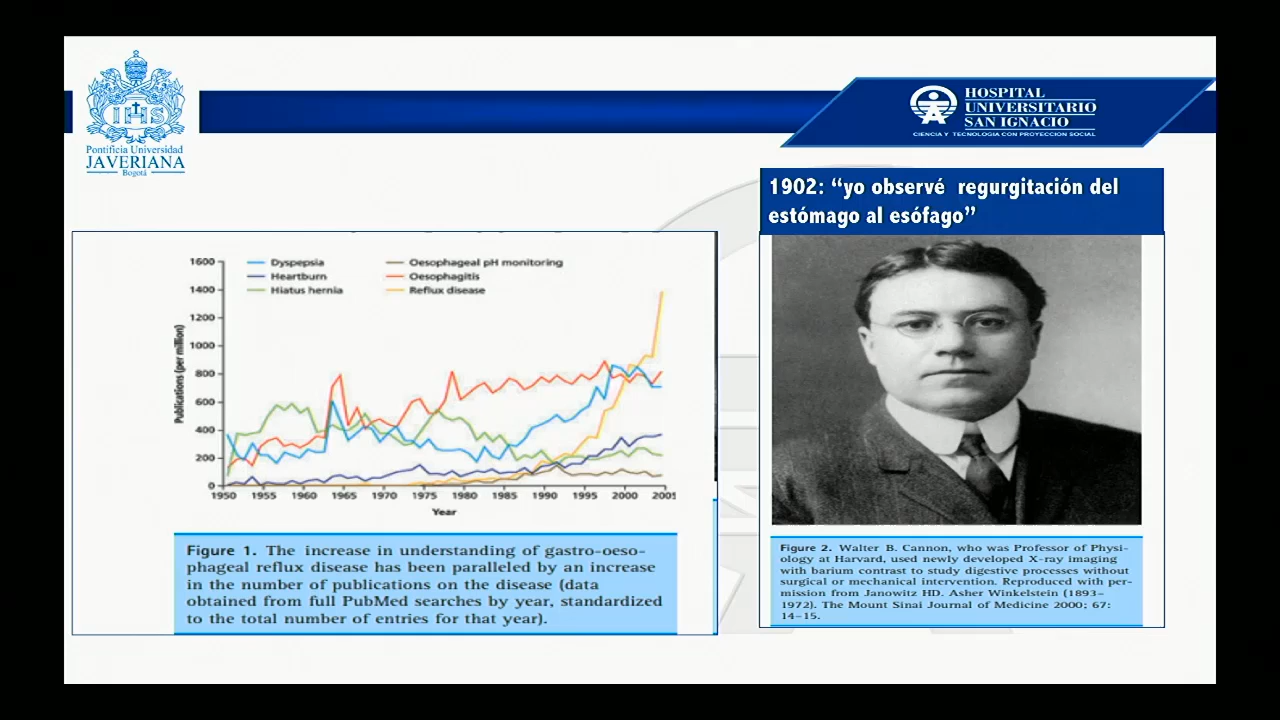 IHS
Pontificia Universidad
JAVERIANA
Bogotá
HOSPITAL
UNIVERSITARIO
SAN IGNACIO
CIENCIA Y TECNOLOGIA CON PROYECCION SOCIAL
1902: “yo observé regurgitación del
estómago al esófago”
Dyspepsia
Heartburn
Hiatus hernia
Oesophageal pH monitoring
Oesophagitis
Reflux disease
Publications (per million)
1600
1400
1200
1000
800
600
400
200
0
1950 1955 1960 1965 1970 1975 1980 1985 1990 1995 2000 2005
Year
Figure 1. The increase in understanding of gastro-oeso-
phageal reflux disease has been paralleled by an increase
in the number of publications on the disease (data
obtained from full PubMed searches by year, standardized
to the total number of entries for that year).
Figure 2. Walter B. Cannon, who was Professor of Physi-
ology at Harvard, used newly developed X-ray imaging
with barium contrast to study digestive processes without
surgical or mechanical intervention. Reproduced with per-
mission from Janowitz HD. Asher Winkelstein (1893–
1972). The Mount Sinai Journal of Medicine 2000; 67:
14–15.